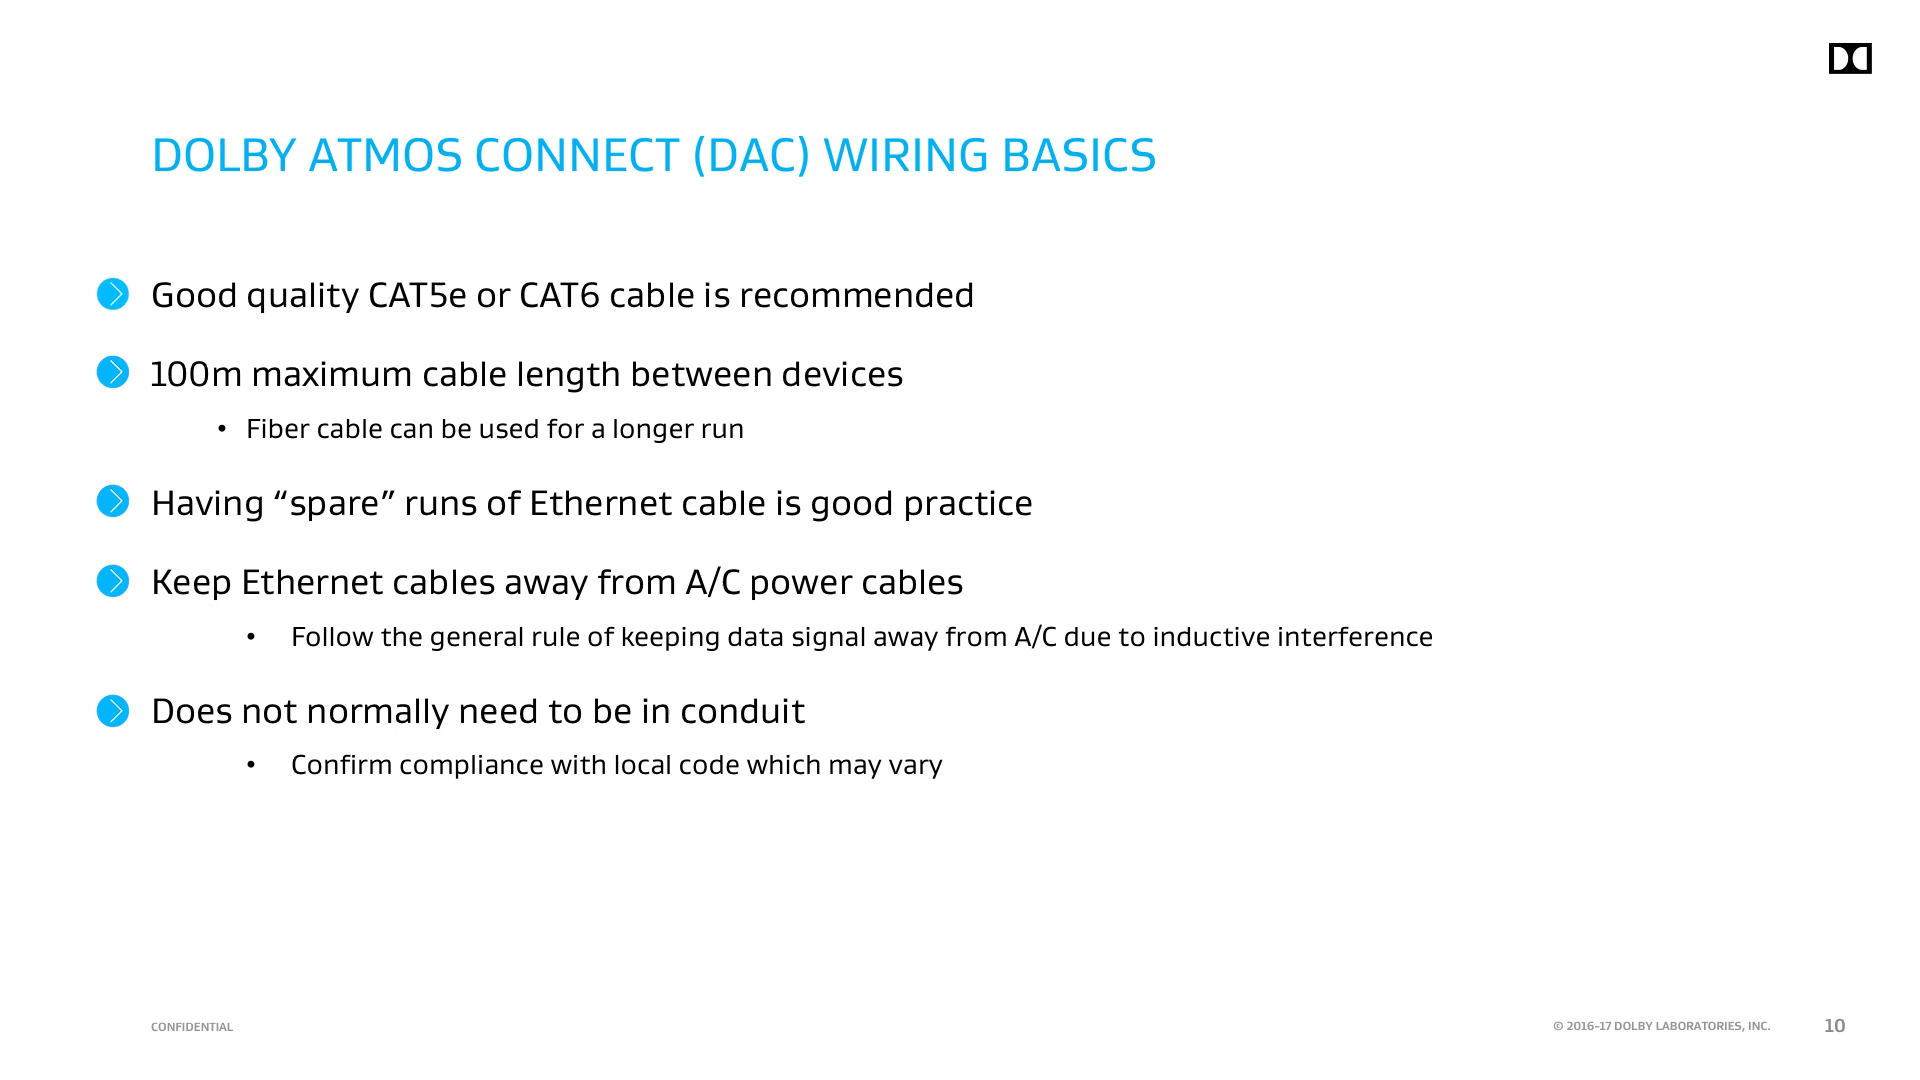 DOLBY ATMOS CONNECT (DAC) WIRING BASICS
Good quality CAT5e or CAT6 cable is recommended
100m maximum cable length between devices
• Fiber cable can be used for a longer run
Having “spare” runs of Ethernet cable is good practice
Keep Ethernet cables away from A/C power cables
• Follow the general rule of keeping data signal away from A/C due to inductive interference
Does not normally need to be in conduit
• Confirm compliance with local code which may vary
CONFIDENTIAL
© 2016-17 DOLBY LABORATORIES, INC.
10